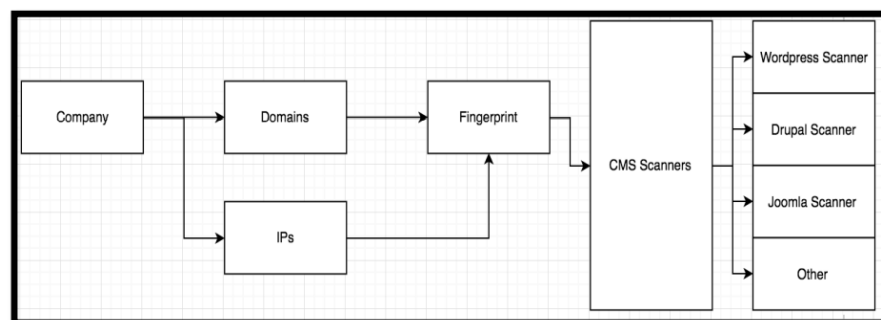 Company
Domains
IPs
Fingerprint
CMS Scanners
Wordpress Scanner
Drupal Scanner
Joomla Scanner
Other